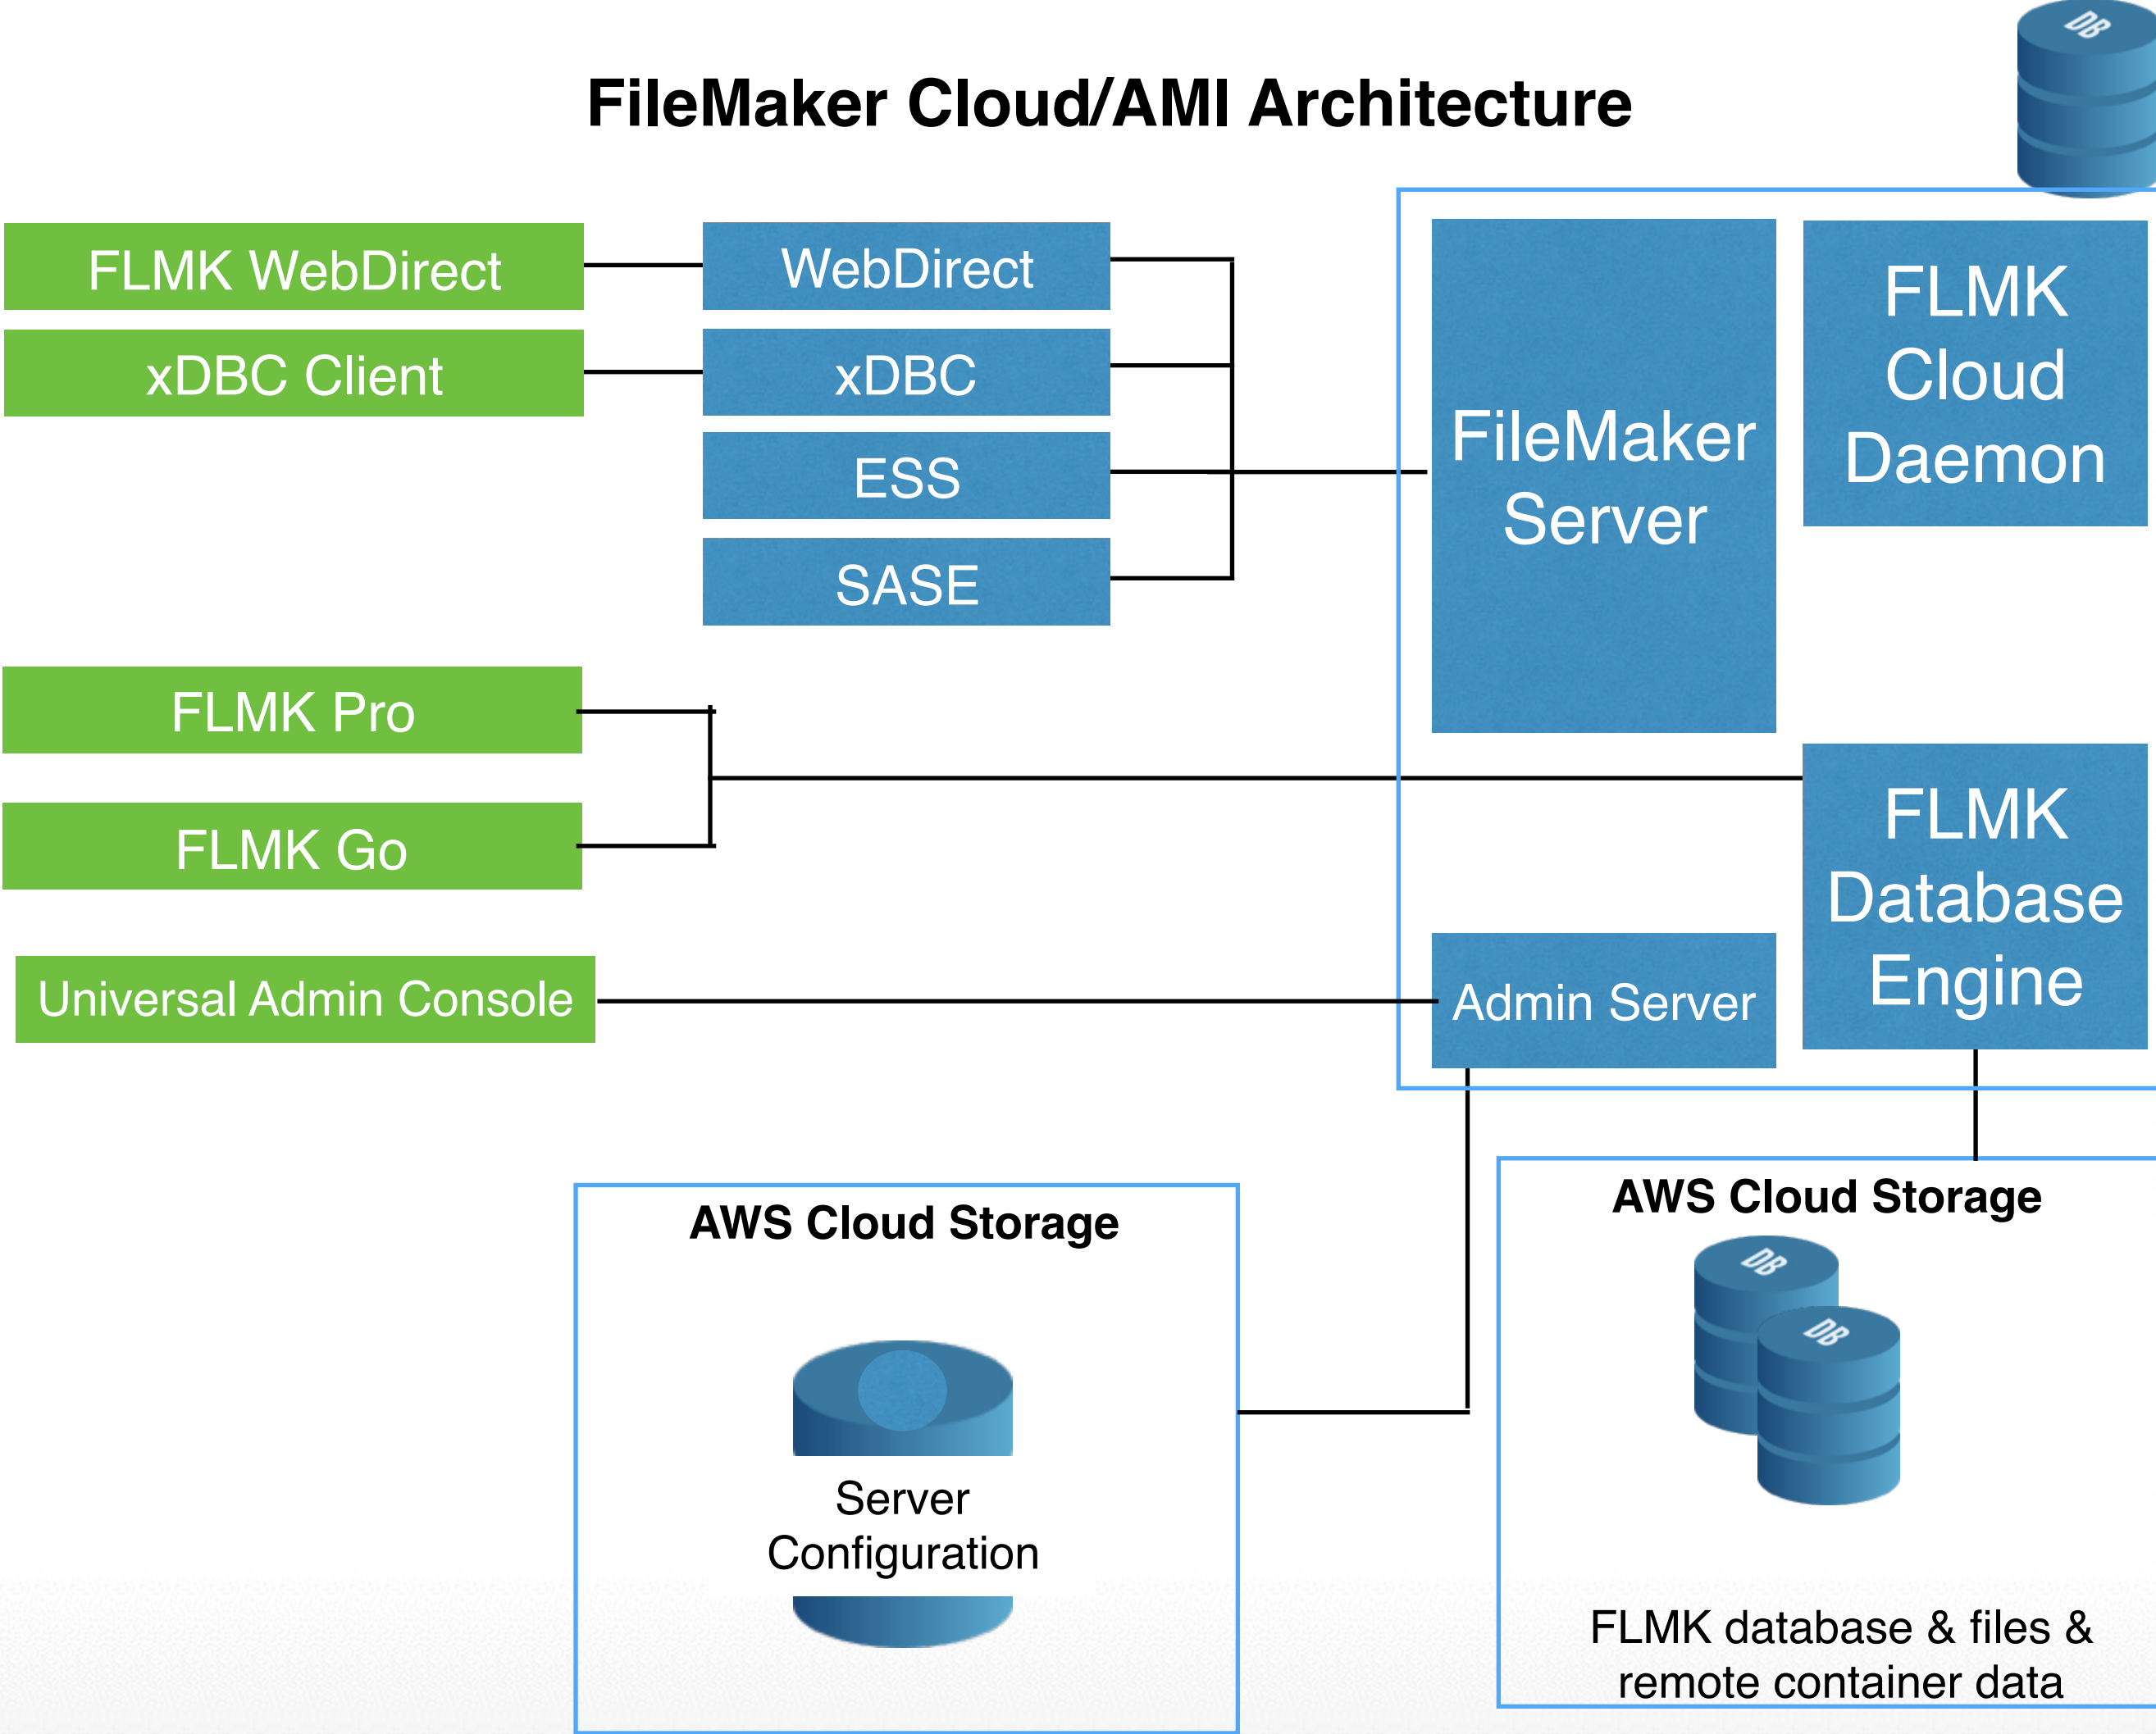 DB
FileMaker Cloud/AMI Architecture
FLMK WebDirect
WebDirect
xDBC Client
xDBC
ESS
SASE
FileMaker
Server
FLMK
Cloud
Daemon
FLMK Pro
FLMK Go
FLMK
Database
Engine
Universal Admin Console
Admin Server
AWS Cloud Storage
Server
Configuration
AWS Cloud Storage
DB
DB
FLMK database & files &
remote container data